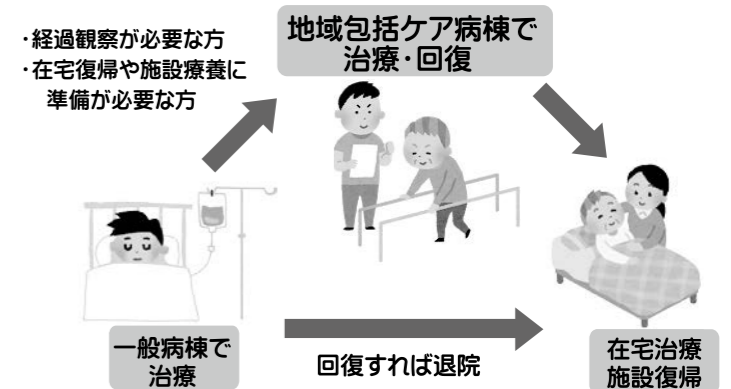 ・経過観察が必要な方
・在宅復帰や施設療養に
準備が必要な方
地域包括ケア病棟で
治療・回復
一般病棟で
治療
回復すれば退院
在宅治療
施設復帰